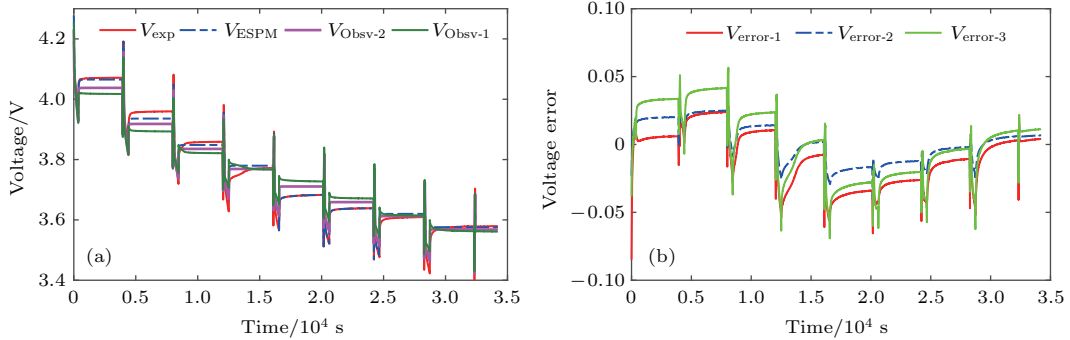 V_exp V_ESPM V_Obsv-2 V_Obsv-1
4.2
4.0
3.8
3.6
3.4
Voltage/V
(a)
0 0.5 1.0 1.5 2.0 2.5 3.0 3.5
Time/10^4 s
V_error-1 V_error-2 V_error-3
0.10
0.05
0
−0.05
−0.10
Voltage error
(b)
0 0.5 1.0 1.5 2.0 2.5 3.0 3.5
Time/10^4 s